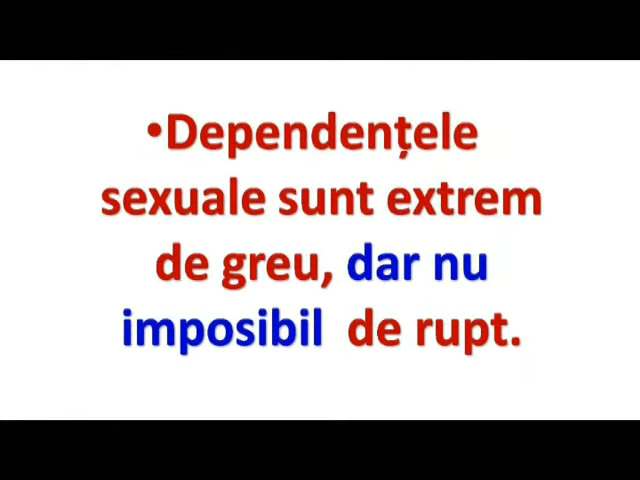 •Dependențele
sexuale sunt extrem
de greu, dar nu
imposibil de rupt.